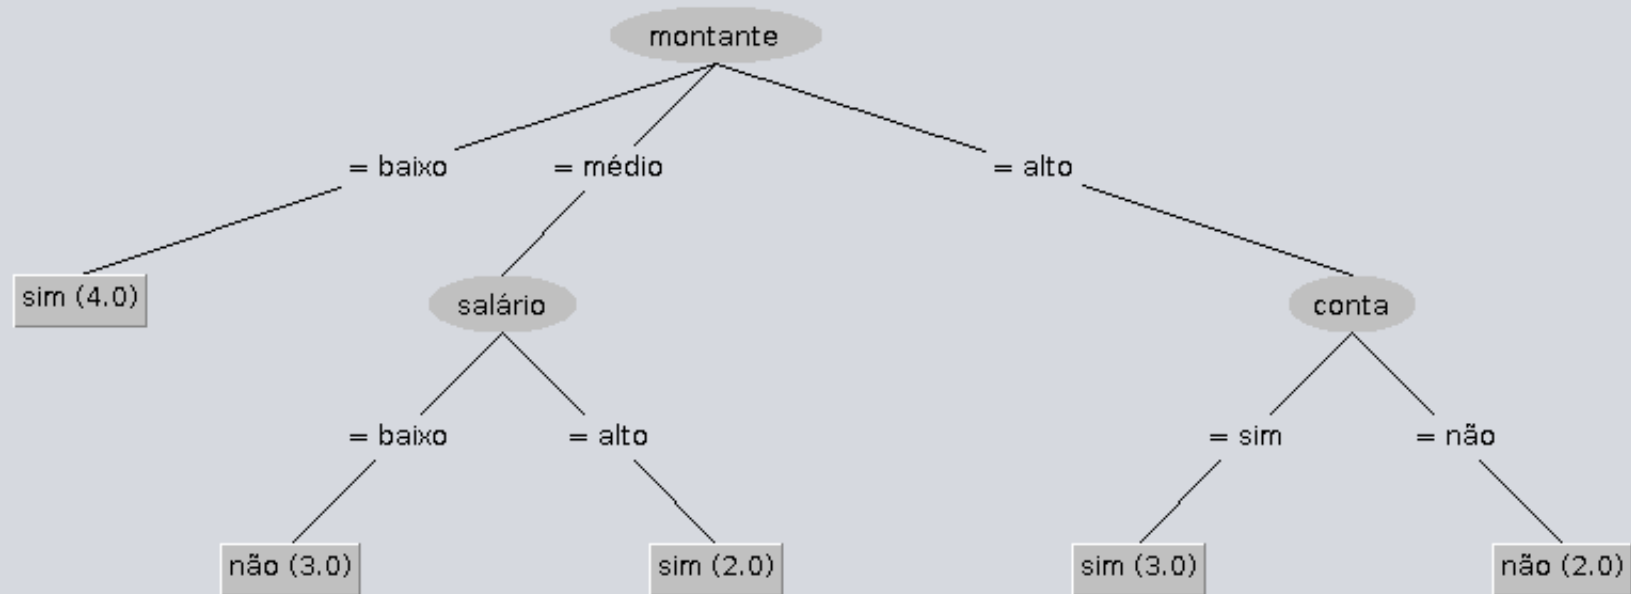 montante
= baixo
= médio
= alto
sim (4.0)
salário
conta
= baixo
= alto
= sim
= não
não (3.0)
sim (2.0)
sim (3.0)
não (2.0)